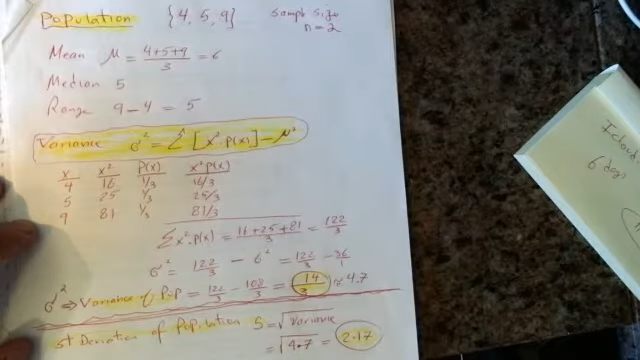 Population {4, 5, 9} Sample Size
n = 2
Mean μ = 4+5+9/3 = 6
Median 5
Range 9 – 4 = 5
Variance σ² = Σ [x²·P(x)] – μ²
x x² P(x) x²P(x)
4 16 1/3 16/3
5 25 1/3 25/3
9 81 1/3 81/3
Σx²·P(x) = 16+25+81/3 = 122/3
σ² = 122/3 – 6² = 122/3 – 36/1
σ² ⇒ Variance of Pop = 122/3 – 108/3 = 14/3 ≈ 4.7
st Deviation of Population S = √Variance
= √4.7 = 2.17
6 days